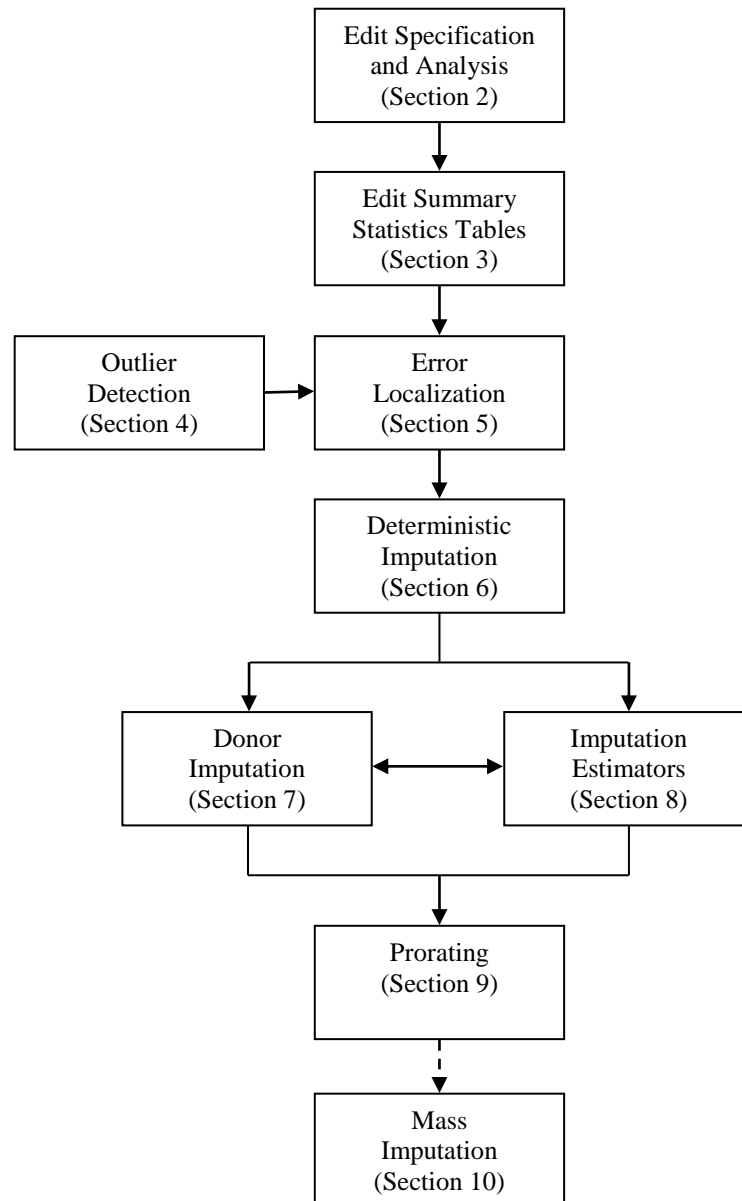 Edit Specification
and Analysis
(Section 2)
Edit Summary
Statistics Tables
(Section 3)
Outlier
Detection
(Section 4)
Error
Localization
(Section 5)
Deterministic
Imputation
(Section 6)
Donor
Imputation
(Section 7)
Imputation
Estimators
(Section 8)
Prorating
(Section 9)
Mass
Imputation
(Section 10)